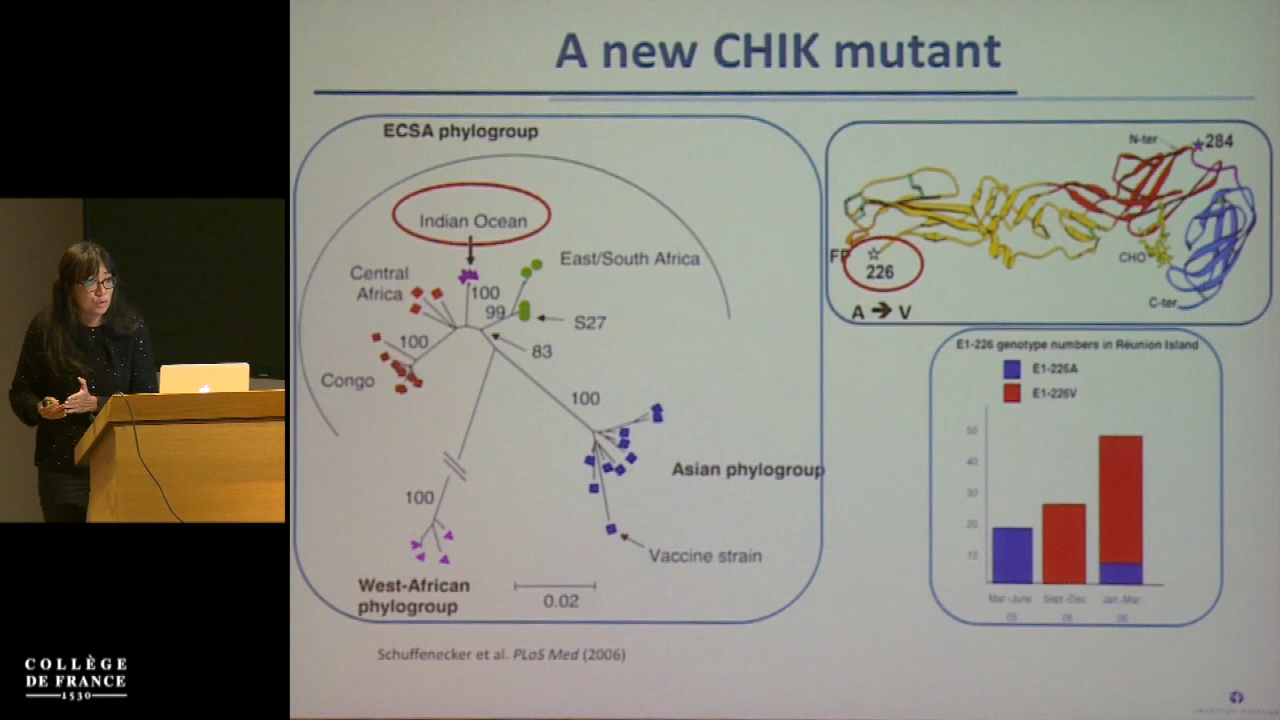 A new CHIK mutant
ECSA phylogroup
Indian Ocean
Central
Africa
East/South Africa
100
99
S27
100
83
Congo
100
Asian phylogroup
100
Vaccine strain
West-African
phylogroup
0.02
Schuffenecker et al. PLoS Med (2006)
N-ter
284
FP
226
CHO
C-ter
A → V
E1-226 genotype numbers in Réunion Island
E1-226A
E1-226V
50
40
30
20
10
Mar.-June
Sept.-Dec.
Jan.-Mar.
05
05
06
COLLÈGE
DE FRANCE
1530